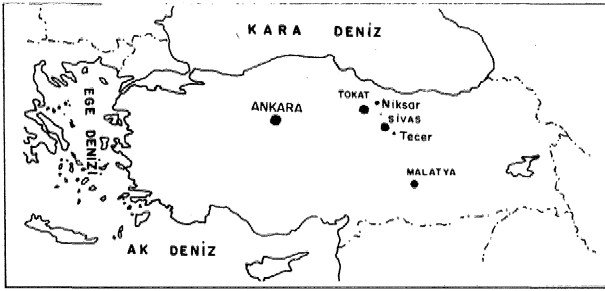 KARA DENİZ
EGE DENİZİ
ANKARA
TOKAT
Niksar
SİVAS
Tecer
MALATYA
AK DENİZ